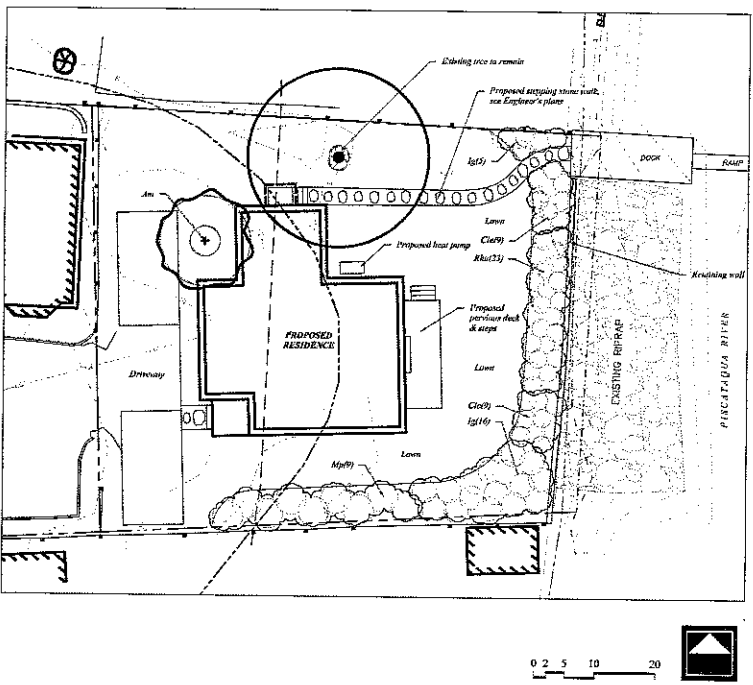 Existing tree to remain
Proposed stepping stone walk,
see Engineer's plans
Ig(5)
DOCK
RAMP
Am
Lawn
Cle(9)
Proposed heat pump
Rha(23)
Retaining wall
Proposed
pervious deck
& steps
PROPOSED
RESIDENCE
EXISTING RIPRAP
PISCATAQUA RIVER
Lawn
Driveway
Cle(9)
Ig(16)
Lawn
Mp(9)
0 2 5 10 20